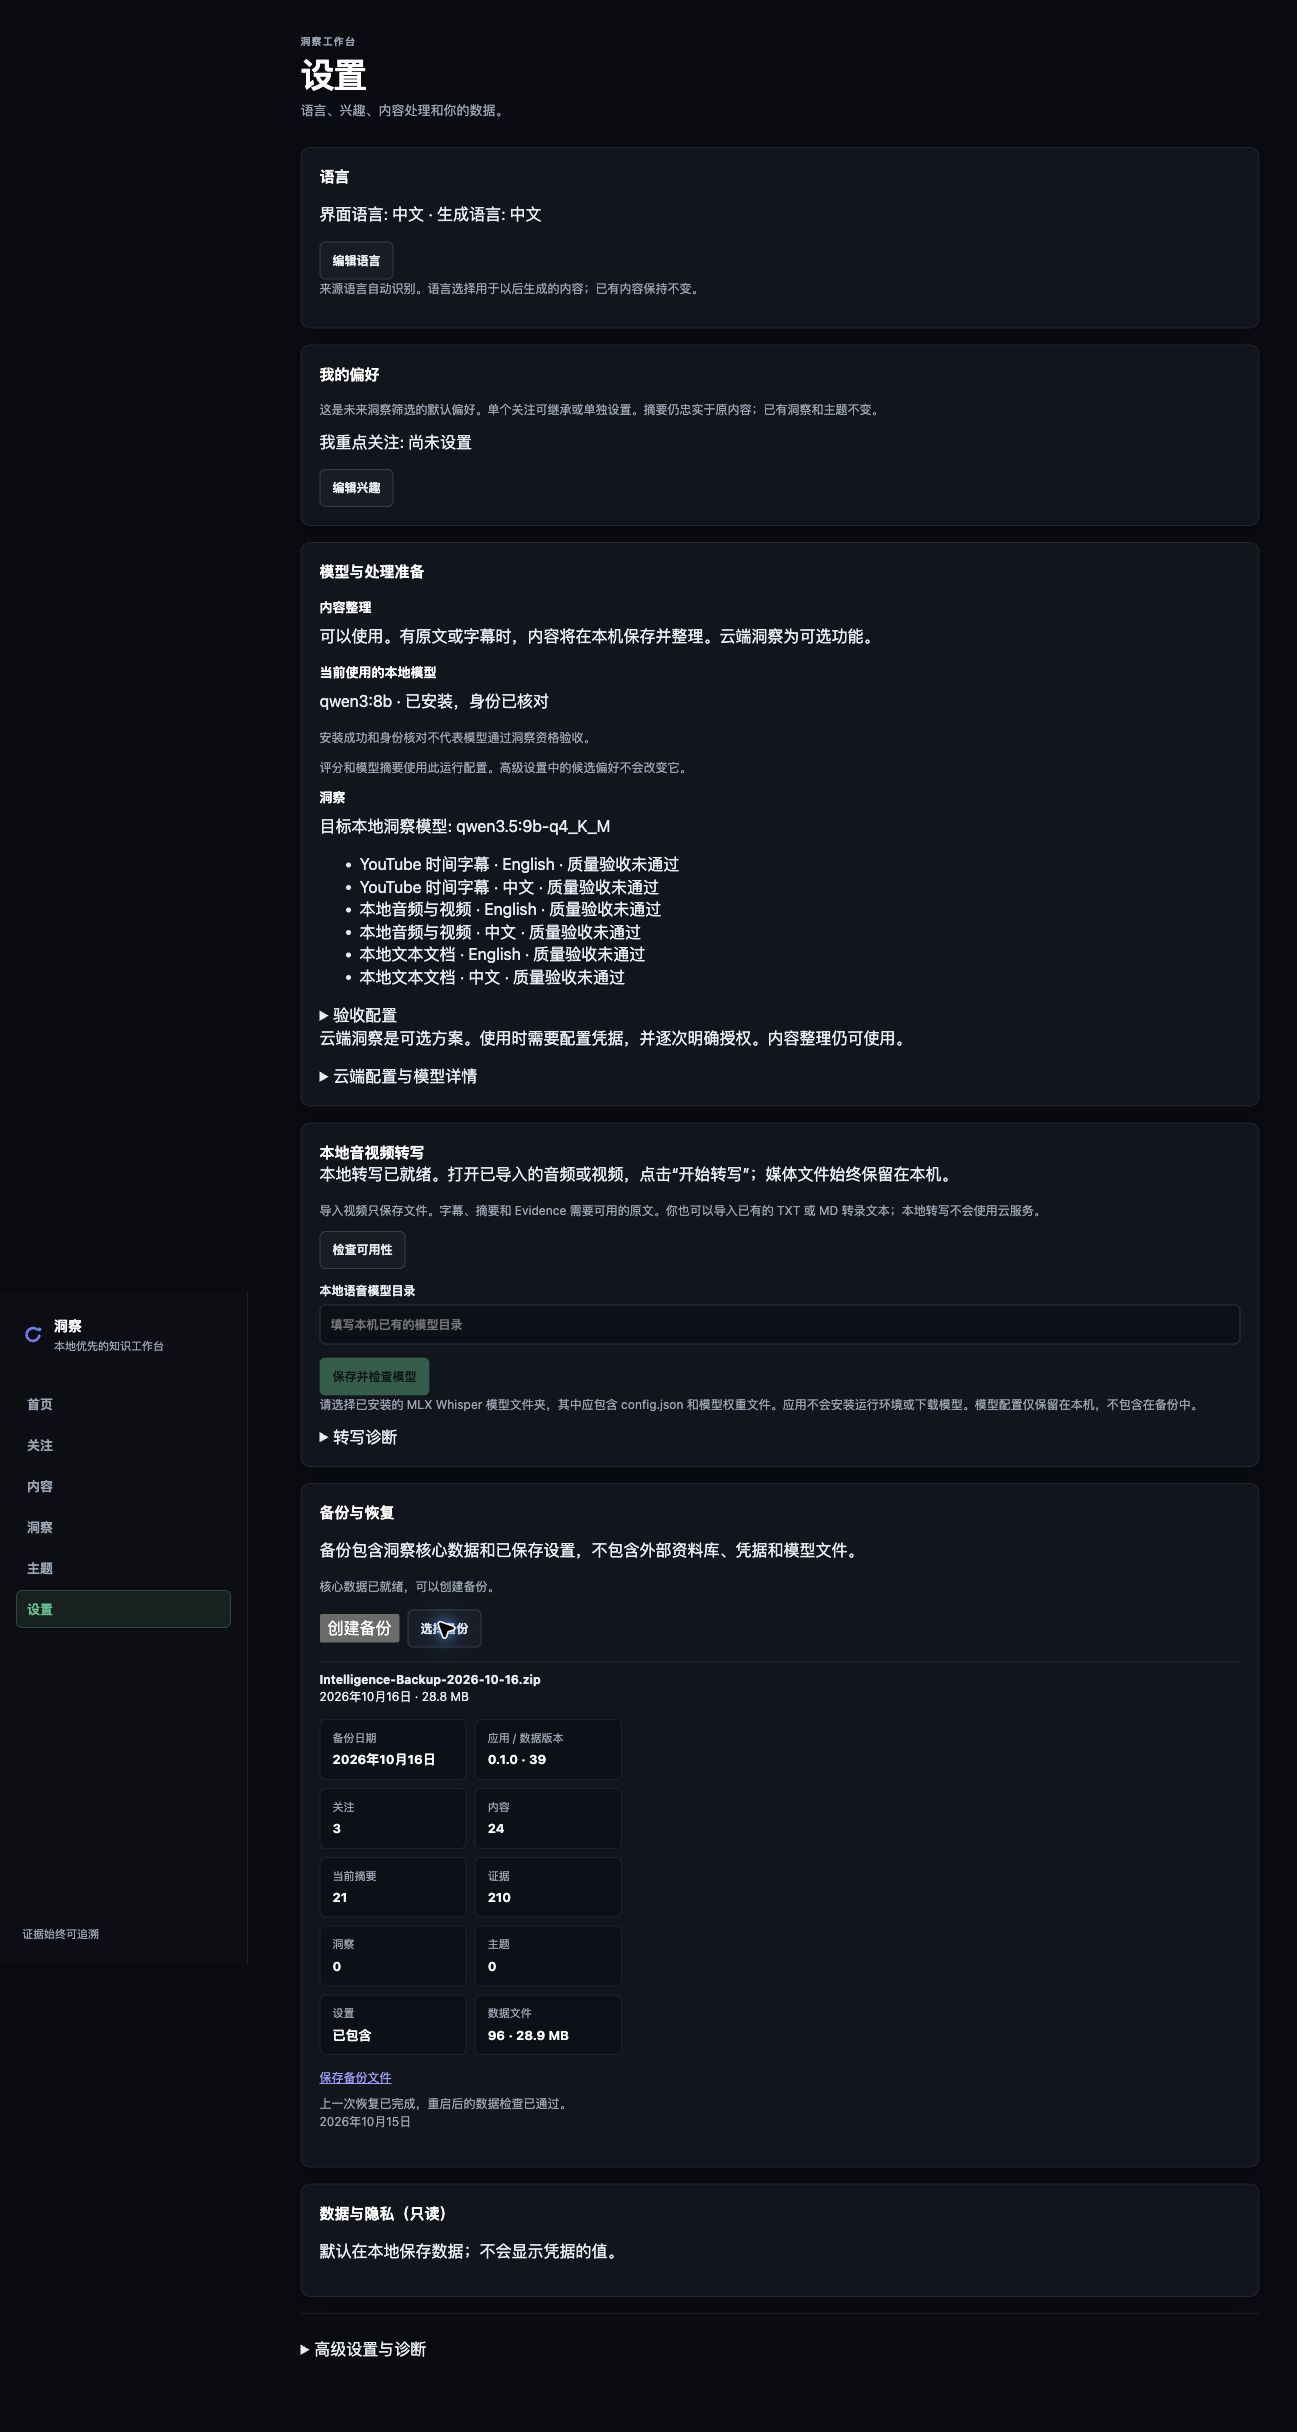 洞察工作台
设置
语言、兴趣、内容处理和你的数据。
语言
界面语言: 中文 · 生成语言: 中文
编辑语言
来源语言自动识别。语言选择用于以后生成的内容；已有内容保持不变。
我的偏好
这是未来洞察筛选的默认偏好。单个关注可继承或单独设置。摘要仍忠实于原内容；已有洞察和主题不变。
我重点关注: 尚未设置
编辑兴趣
模型与处理准备
内容整理
可以使用。有原文或字幕时，内容将在本机保存并整理。云端洞察为可选功能。
当前使用的本地模型
qwen3:8b · 已安装，身份已核对
安装成功和身份核对不代表模型通过洞察资格验收。
评分和模型摘要使用此运行配置。高级设置中的候选偏好不会改变它。
洞察
目标本地洞察模型: qwen3.5:9b-q4_K_M
• YouTube 时间字幕 · English · 质量验收未通过
• YouTube 时间字幕 · 中文 · 质量验收未通过
• 本地音频与视频 · English · 质量验收未通过
• 本地音频与视频 · 中文 · 质量验收未通过
• 本地文本文档 · English · 质量验收未通过
• 本地文本文档 · 中文 · 质量验收未通过
▶ 验收配置
云端洞察是可选方案。使用时需要配置凭据，并逐次明确授权。内容整理仍可使用。
▶ 云端配置与模型详情
本地音视频转写
本地转写已就绪。打开已导入的音频或视频，点击“开始转写”；媒体文件始终保留在本机。
导入视频只保存文件。字幕、摘要和 Evidence 需要可用的原文。你也可以导入已有的 TXT 或 MD 转录文本；本地转写不会使用云服务。
检查可用性
本地语音模型目录
填写本机已有的模型目录
保存并检查模型
请选择已安装的 MLX Whisper 模型文件夹，其中应包含 config.json 和模型权重文件。应用不会安装运行环境或下载模型。模型配置仅保留在本机，不包含在备份中。
▶ 转写诊断
洞察
本地优先的知识工作台
首页
关注
内容
洞察
主题
设置
证据始终可追溯
备份与恢复
备份包含洞察核心数据和已保存设置，不包含外部资料库、凭据和模型文件。
核心数据已就绪，可以创建备份。
创建备份
选择 份
Intelligence-Backup-2026-10-16.zip
2026年10月16日 · 28.8 MB
备份日期
2026年10月16日
应用 / 数据版本
0.1.0 · 39
关注
3
内容
24
当前摘要
21
证据
210
洞察
0
主题
0
设置
已包含
数据文件
96 · 28.9 MB
保存备份文件
上一次恢复已完成，重启后的数据检查已通过。
2026年10月15日
数据与隐私（只读）
默认在本地保存数据；不会显示凭据的值。
▶ 高级设置与诊断